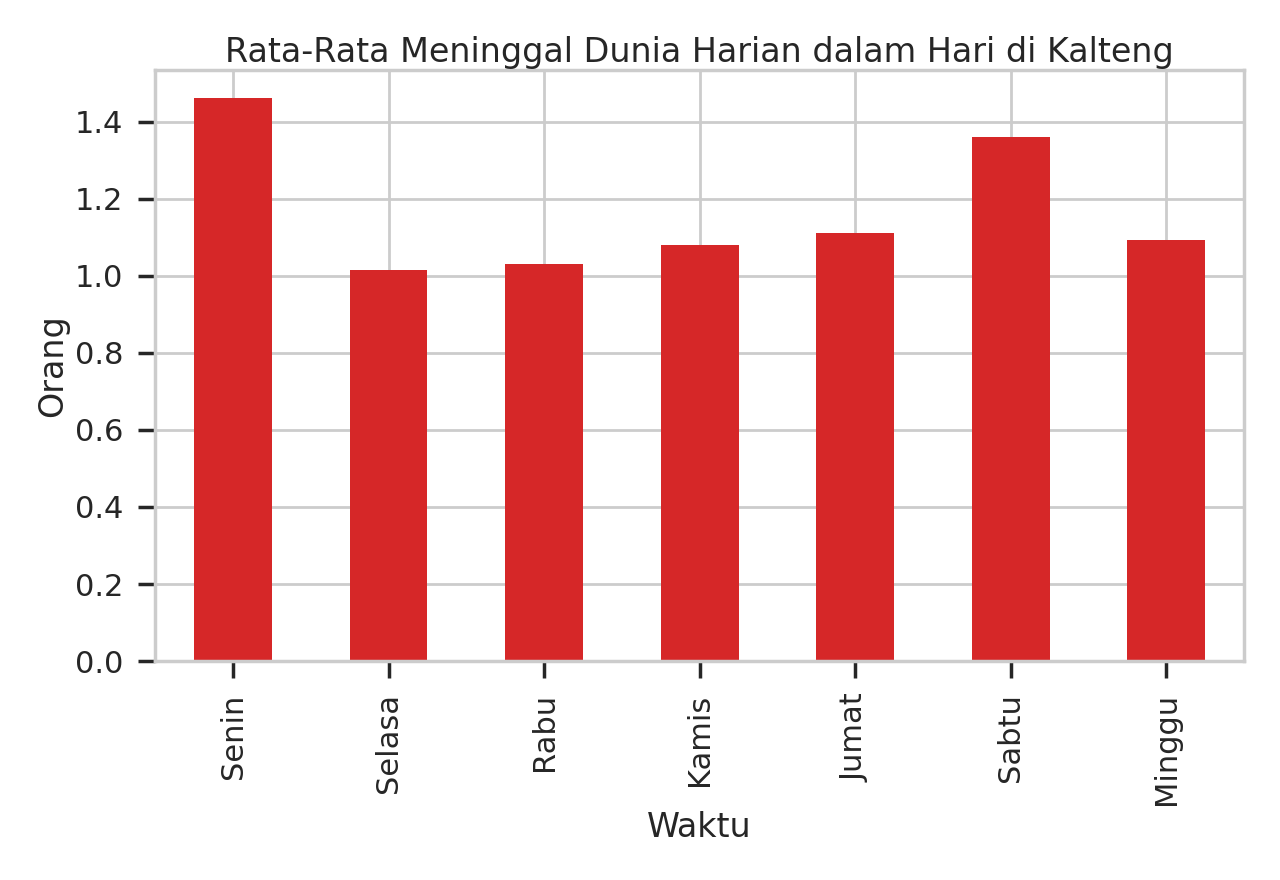 Rata-Rata Meninggal Dunia Harian dalam Hari di Kalteng
1.4
1.2
1.0
0.8
0.6
0.4
0.2
0.0
Orang
Senin
Selasa
Rabu
Kamis
Jumat
Sabtu
Minggu
Waktu